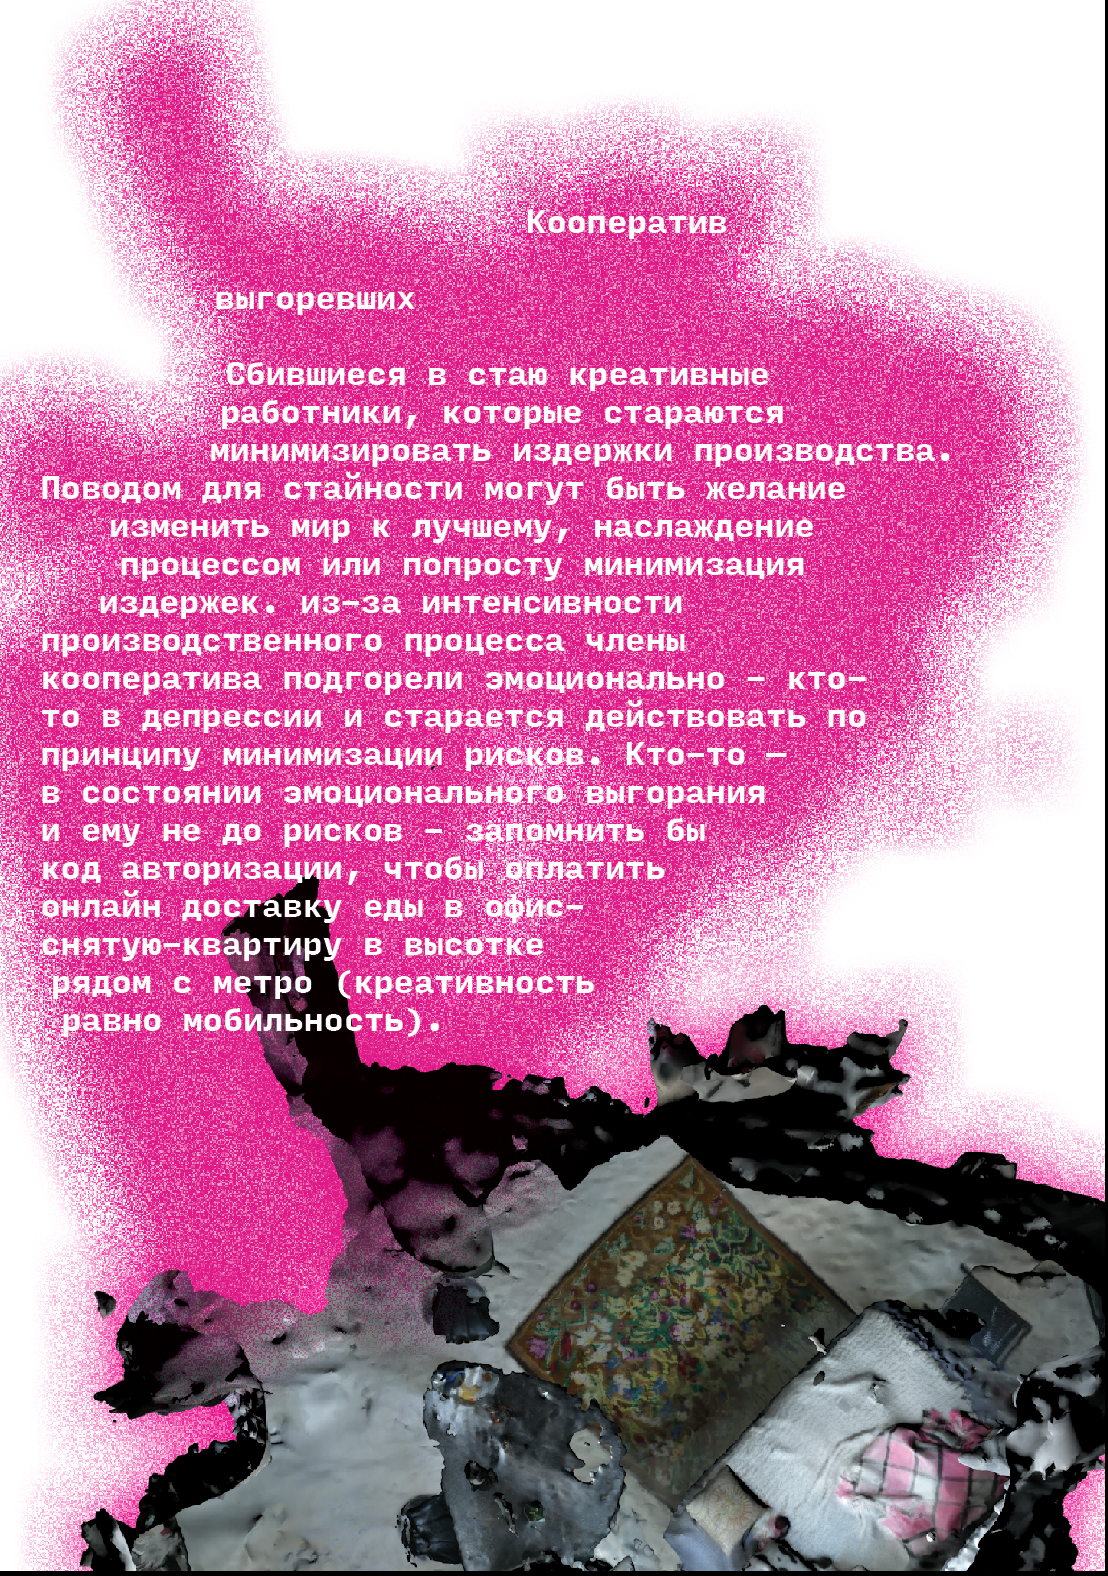 Кооператив
выгоревших
Сбившиеся в стаю креативные
работники, которые стараются
минимизировать издержки производства.
Поводом для стайности могут быть желание
изменить мир к лучшему, наслаждение
процессом или попросту минимизация
издержек. из-за интенсивности
производственного процесса члены
кооператива подгорели эмоционально – кто-
то в депрессии и старается действовать по
принципу минимизации рисков. Кто-то —
в состоянии эмоционального выгорания
и ему не до рисков – запомнить бы
код авторизации, чтобы оплатить
онлайн доставку еды в офис-
снятую-квартиру в высотке
рядом с метро (креативность
равно мобильность).